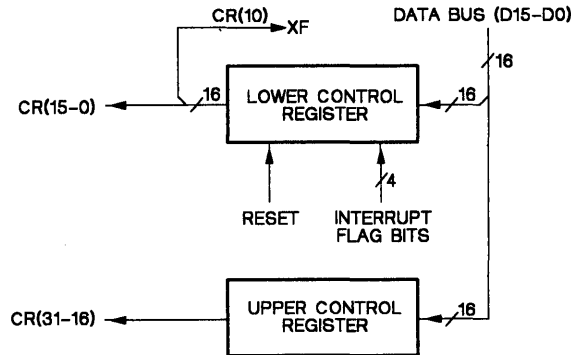 CR(10)
XF
DATA BUS (D15-D0)
16
CR(15-0)
16
LOWER CONTROL
REGISTER
16
4
RESET
INTERRUPT
FLAG BITS
CR(31-16)
UPPER CONTROL
REGISTER
16